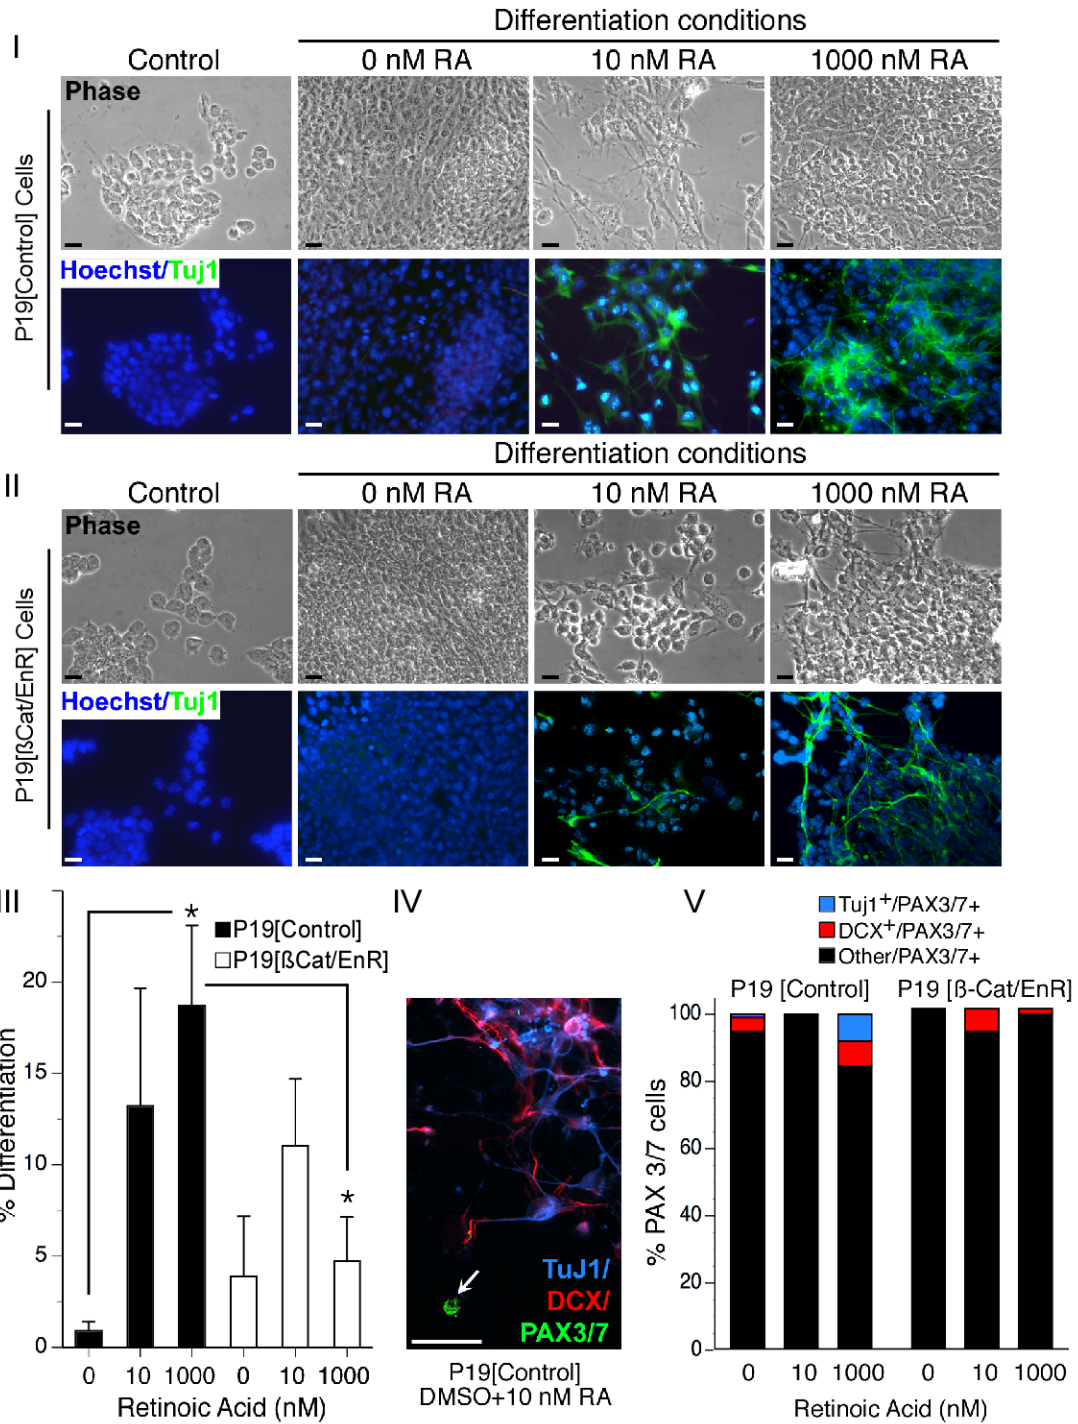 I
Differentiation conditions
Control
0 nM RA
10 nM RA
1000 nM RA
Phase
P19[Control] Cells
Hoechst/Tuj1
II
Differentiation conditions
Control
0 nM RA
10 nM RA
1000 nM RA
Phase
P19[ßCat/EnR] Cells
Hoechst/Tuj1
III
*
P19[Control]
P19[ßCat/EnR]
20
15
10
5
0
% Differentiation
*
0 10 1000 0 10 1000
Retinoic Acid (nM)
IV
TuJ1/
DCX/
PAX3/7
P19[Control]
DMSO+10 nM RA
V
Tuj1+/PAX3/7+
DCX+/PAX3/7+
Other/PAX3/7+
P19 [Control]
P19 [ß-Cat/EnR]
100
80
60
40
20
0
% PAX 3/7 cells
0 10 1000 0 10 1000
Retinoic Acid (nM)